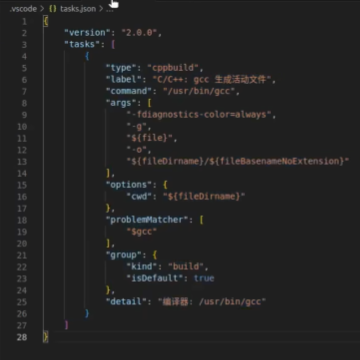 .vscode > {} tasks.json > ...
1 {
2 "version": "2.0.0",
3 "tasks": [
4 {
5 "type": "cppbuild",
6 "label": "C/C++: gcc 生成活动文件",
7 "command": "/usr/bin/gcc",
8 "args": [
9 "-fdiagnostics-color=always",
10 "-g",
11 "${file}",
12 "-o",
13 "${fileDirname}/${fileBasenameNoExtension}"
14 ],
15 "options": {
16 "cwd": "${fileDirname}"
17 },
18 "problemMatcher": [
19 "$gcc"
20 ],
21 "group": {
22 "kind": "build",
23 "isDefault": true
24 },
25 "detail": "编译器: /usr/bin/gcc"
26 }
27 ]
28 }